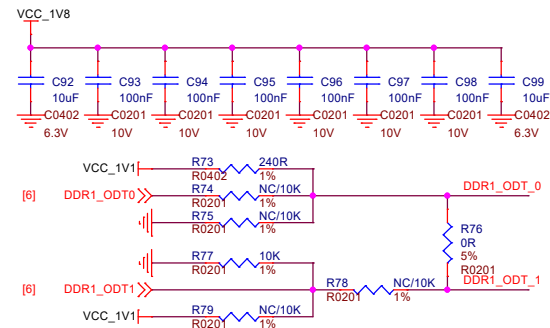 VCC_1V8
C92 C93 C94 C95 C96 C97 C98 C99
10uF 100nF 100nF 100nF 100nF 100nF 100nF 10uF
C0402 C0201 C0201 C0201 C0201 C0201 C0201 C0402
6.3V 10V 10V 10V 10V 10V 10V 6.3V
VCC_1V1 R73 240R
R0402 1%
[6] DDR1_ODT0 R74 NC/10K DDR1_ODT_0
R0201 1%
R75 NC/10K
R0201 1%
R76
0R
5%
R0201
R77 10K
R0201 1%
[6] DDR1_ODT1 R78 NC/10K DDR1_ODT_1
R0201 1%
VCC_1V1 R79 NC/10K
R0201 1%